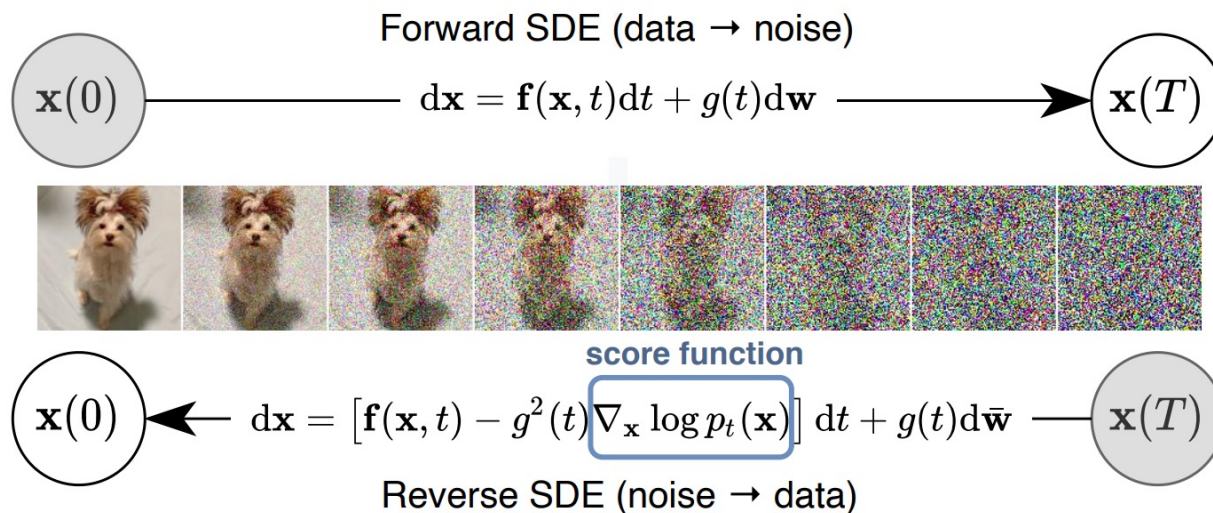 Forward SDE (data → noise)
x(0) dx = f(x, t)dt + g(t)dw x(T)
score function
x(0) dx = [f(x, t) − g²(t)∇ₓ log pₜ(x)] dt + g(t)dw̄ x(T)
Reverse SDE (noise → data)